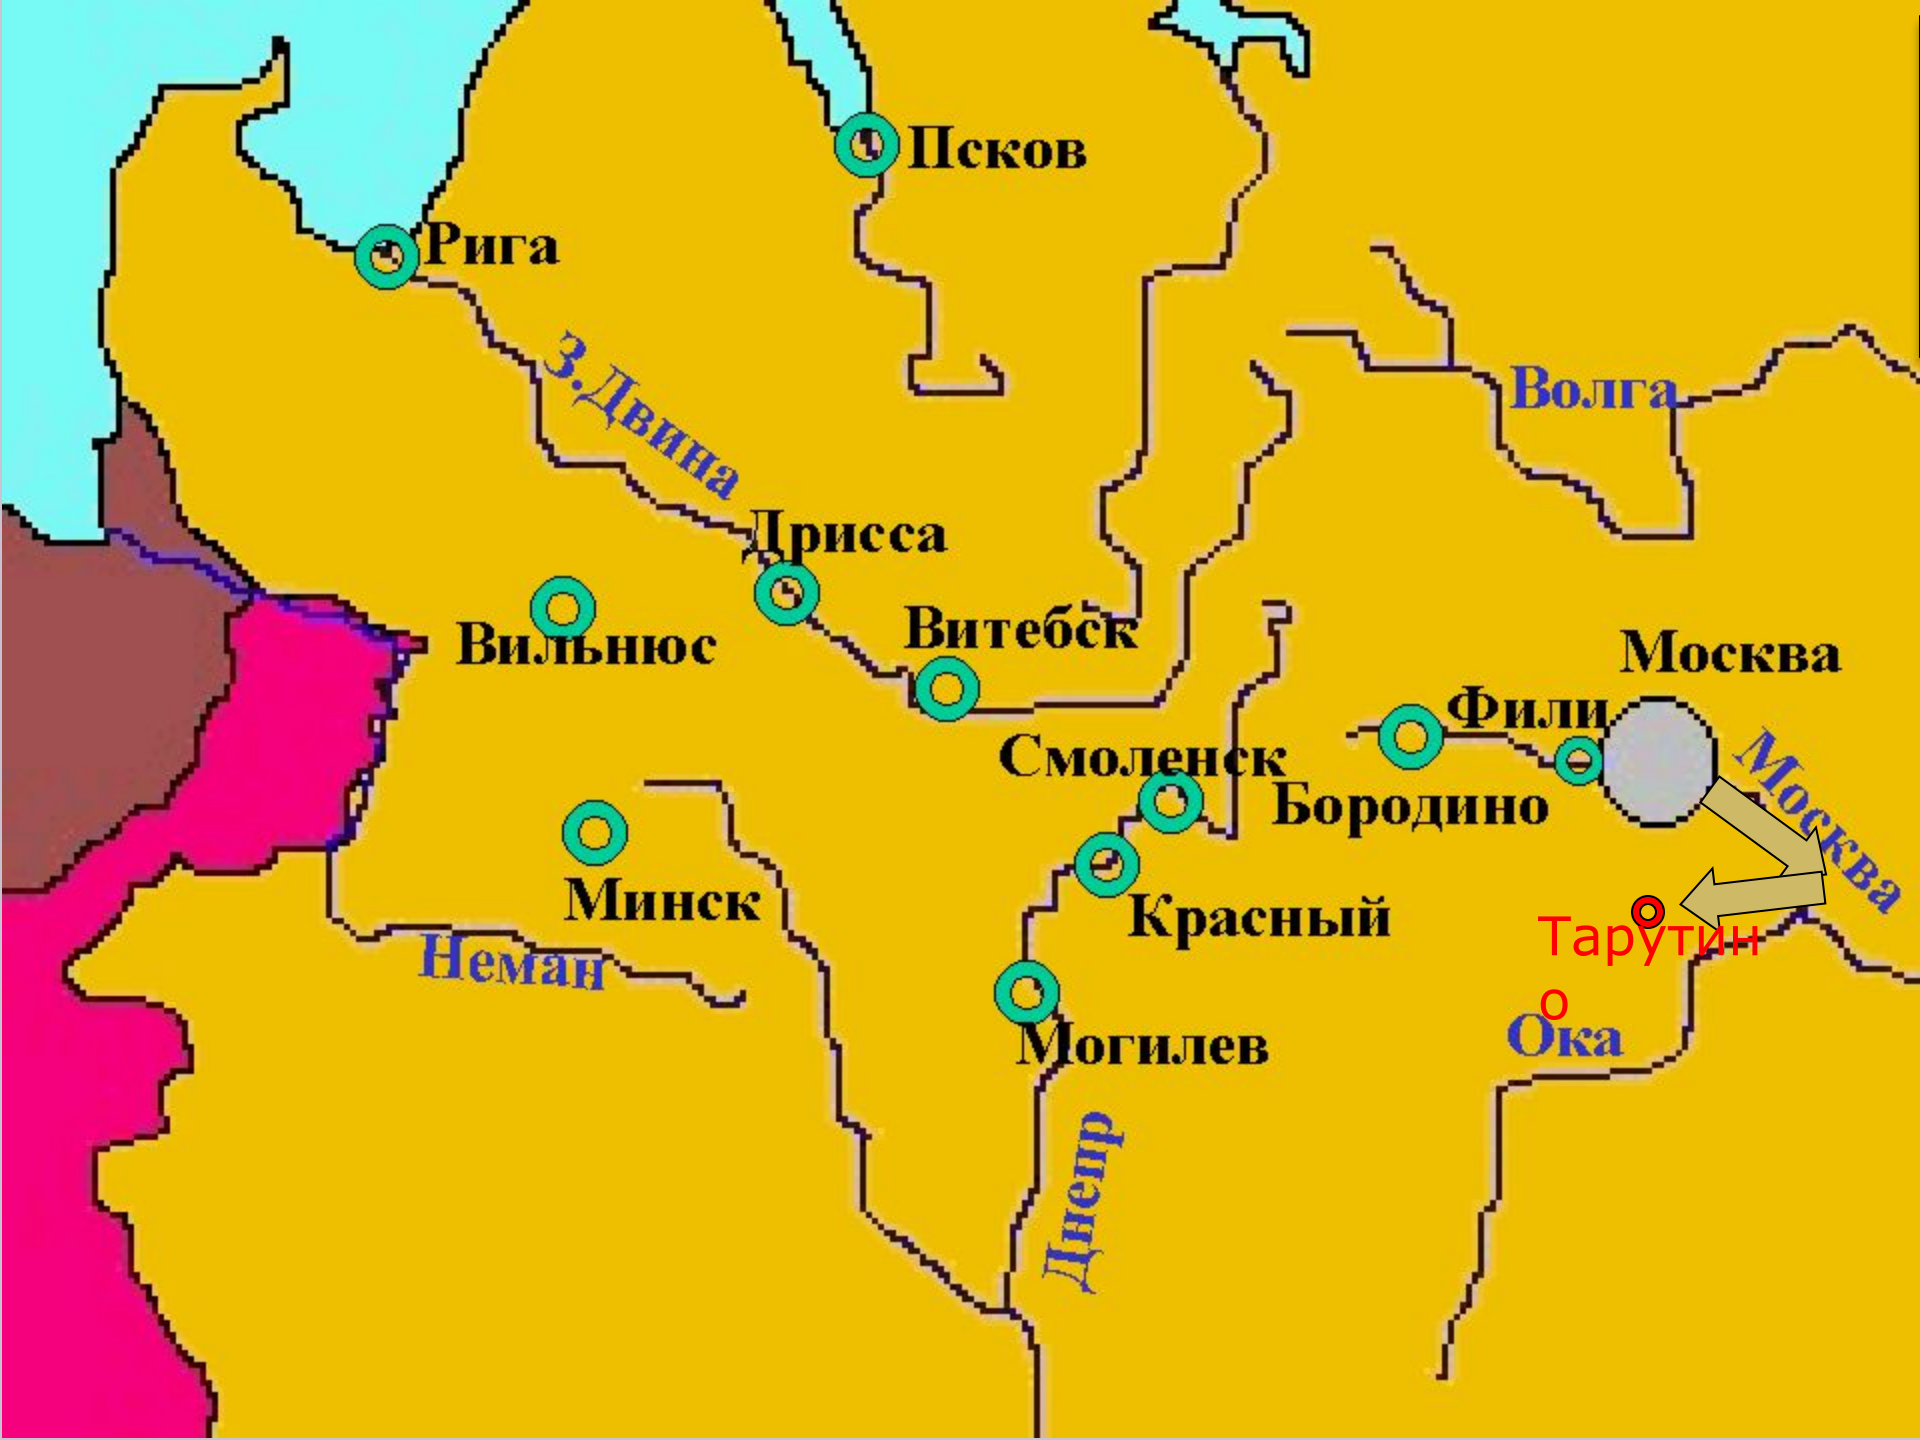 Псков
Рига
З.Двина
Волга
Дрисса
Витебск
Вильнюс
Москва
Фили
Смоленск
Москва
Бородино
Минск
Красный
Тарутин
о
Неман
Ока
Могилев
Днепр